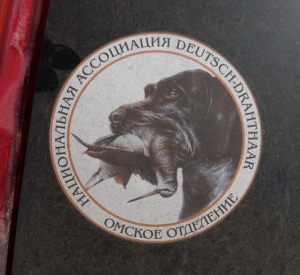 НАЦИОНАЛЬНАЯ АССОЦИАЦИЯ DEUTSCH-DRAHTHAAR
ОМСКОЕ ОТДЕЛЕНИЕ